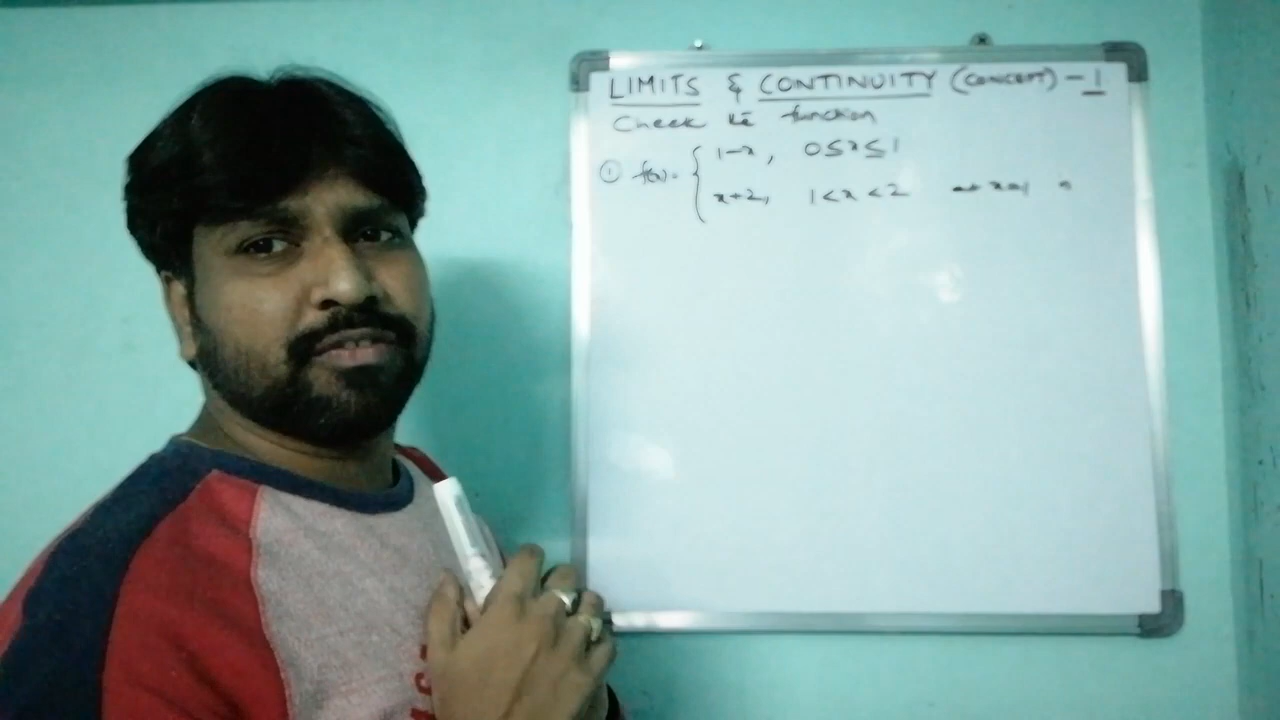 LIMITS & CONTINUITY (CONCEPT) - 1
Check the function
① f(x) = { 1-x, 0≤x≤1
x+2, 1<x<2 at x=1